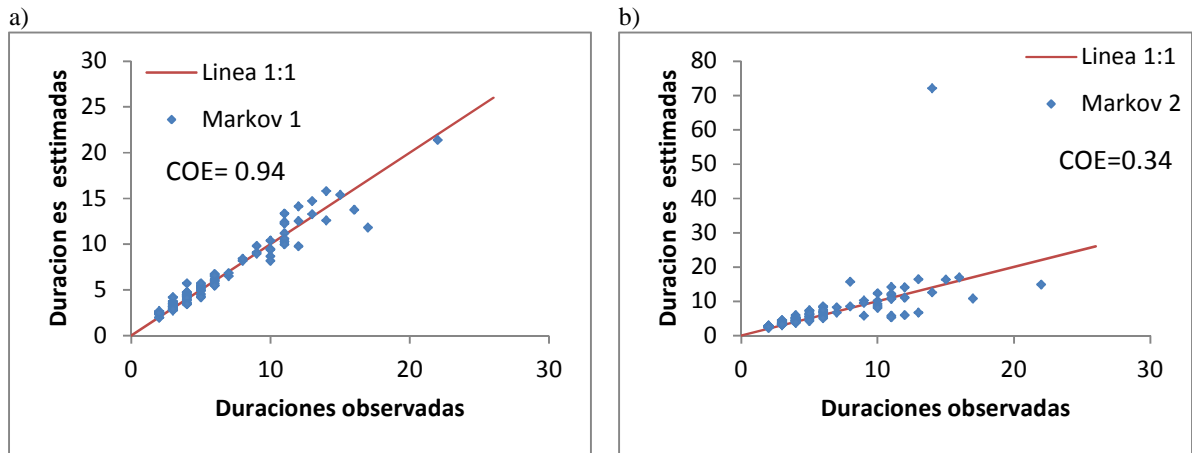 a)
30
25
20
15
10
5
0
0 10 20 30
Duracion es esttimadas
Duraciones observadas
Linea 1:1
Markov 1
COE= 0.94
b)
80
70
60
50
40
30
20
10
0
0 10 20 30
Duracion es estimadas
Duraciones observadas
Linea 1:1
Markov 2
COE=0.34